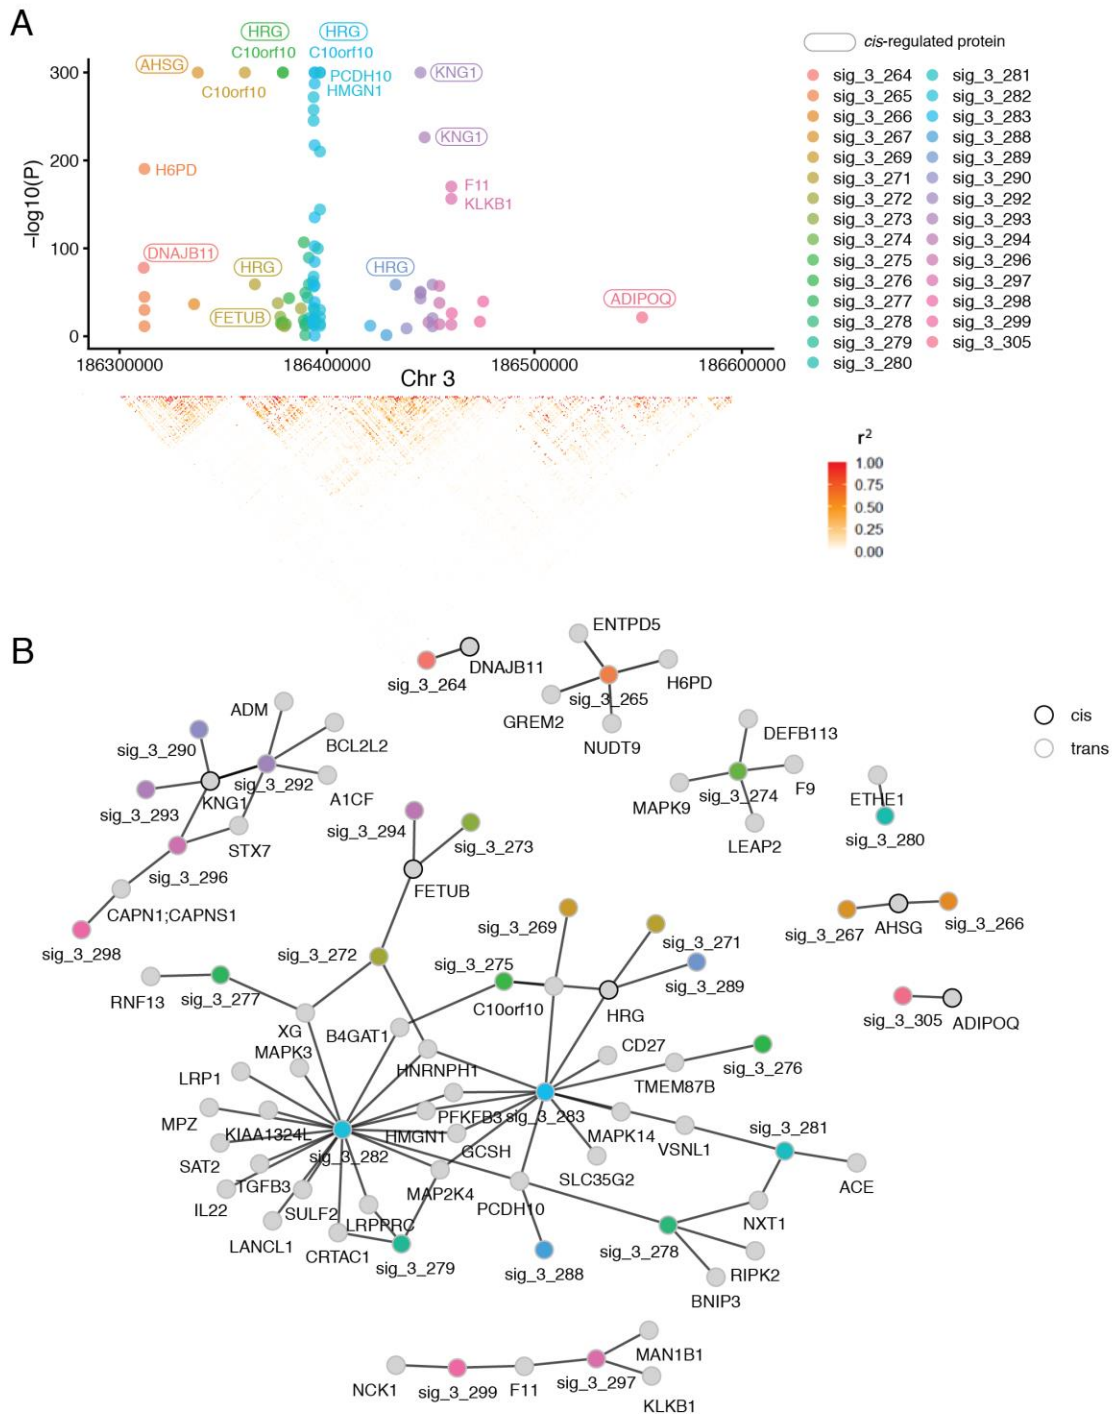 A
HRG
HRG
C10orf10
C10orf10
AHSG
C10orf10
PCDH10
HMGN1
KNG1
KNG1
H6PD
F11
KLKB1
DNAJB11
HRG
HRG
FETUB
ADIPOQ
300
200
100
0
−log10(P)
186300000
186400000
186500000
186600000
Chr 3
cis-regulated protein
sig_3_264
sig_3_265
sig_3_266
sig_3_267
sig_3_269
sig_3_271
sig_3_272
sig_3_273
sig_3_274
sig_3_275
sig_3_276
sig_3_277
sig_3_278
sig_3_279
sig_3_280
sig_3_281
sig_3_282
sig_3_283
sig_3_288
sig_3_289
sig_3_290
sig_3_292
sig_3_293
sig_3_294
sig_3_296
sig_3_297
sig_3_298
sig_3_299
sig_3_305
r2
1.00
0.75
0.50
0.25
0.00
B
ENTPD5
DNAJB11
sig_3_264
H6PD
sig_3_265
GREM2
NUDT9
cis
trans
ADM
BCL2L2
sig_3_290
sig_3_292
KNG1
sig_3_293
A1CF
STX7
sig_3_296
CAPN1;CAPNS1
sig_3_298
DEFB113
MAPK9
sig_3_274
F9
LEAP2
ETHE1
sig_3_280
sig_3_294
sig_3_273
FETUB
sig_3_267
AHSG
sig_3_266
sig_3_269
sig_3_271
sig_3_272
sig_3_275
sig_3_289
RNF13
sig_3_277
C10orf10
HRG
sig_3_305
ADIPOQ
XG
B4GAT1
CD27
MAPK3
HNRNPH1
TMEM87B
sig_3_276
LRP1
MPZ
KIAA1324L
HMGN1
PFKFB3
sig_3_283
MAPK14
VSNL1
sig_3_281
SAT2
sig_3_282
GCSH
SLC35G2
ACE
TGFB3
MAP2K4
PCDH10
IL22
SULF2
LRPPRC
NXT1
LANCL1
CRTAC1
sig_3_279
sig_3_288
sig_3_278
RIPK2
BNIP3
MAN1B1
NCK1
sig_3_299
F11
sig_3_297
KLKB1